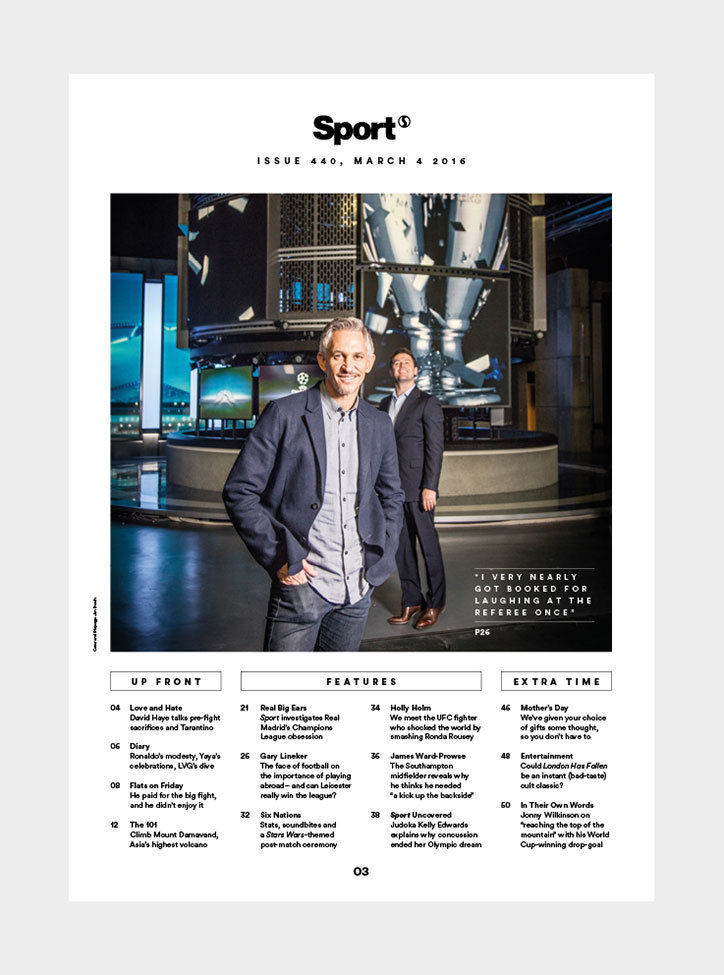 Sport
ISSUE 440, MARCH 4 2016
"I VERY NEARLY
GOT BOOKED FOR
LAUGHING AT THE
REFEREE ONCE"
P26
UP FRONT
04 Love and Hate
David Haye talks pre-fight
sacrifices and Tarantino
06 Diary
Ronaldo's modesty, Yaya's
celebrations, LVG's dive
08 Flats on Friday
He paid for the big fight,
and he didn't enjoy it
12 The 101
Climb Mount Damavand,
Asia's highest volcano
FEATURES
21 Real Big Ears
Sport investigates Real
Madrid's Champions
League obsession
26 Gary Lineker
The face of football on
the importance of playing
abroad – and can Leicester
really win the league?
32 Six Nations
Stats, soundbites and
a Stars Wars-themed
post-match ceremony
34 Holly Holm
We meet the UFC fighter
who shocked the world by
smashing Ronda Rousey
36 James Ward-Prowse
The Southampton
midfielder reveals why
he thinks he needed
"a kick up the backside"
38 Sport Uncovered
Judoka Kelly Edwards
explains why concussion
ended her Olympic dream
EXTRA TIME
46 Mother's Day
We've given your choice
of gifts some thought,
so you don't have to
48 Entertainment
Could London Has Fallen
be an instant (bad-taste)
cult classic?
50 In Their Own Words
Jonny Wilkinson on
"reaching the top of the
mountain" with his World
Cup-winning drop-goal
03